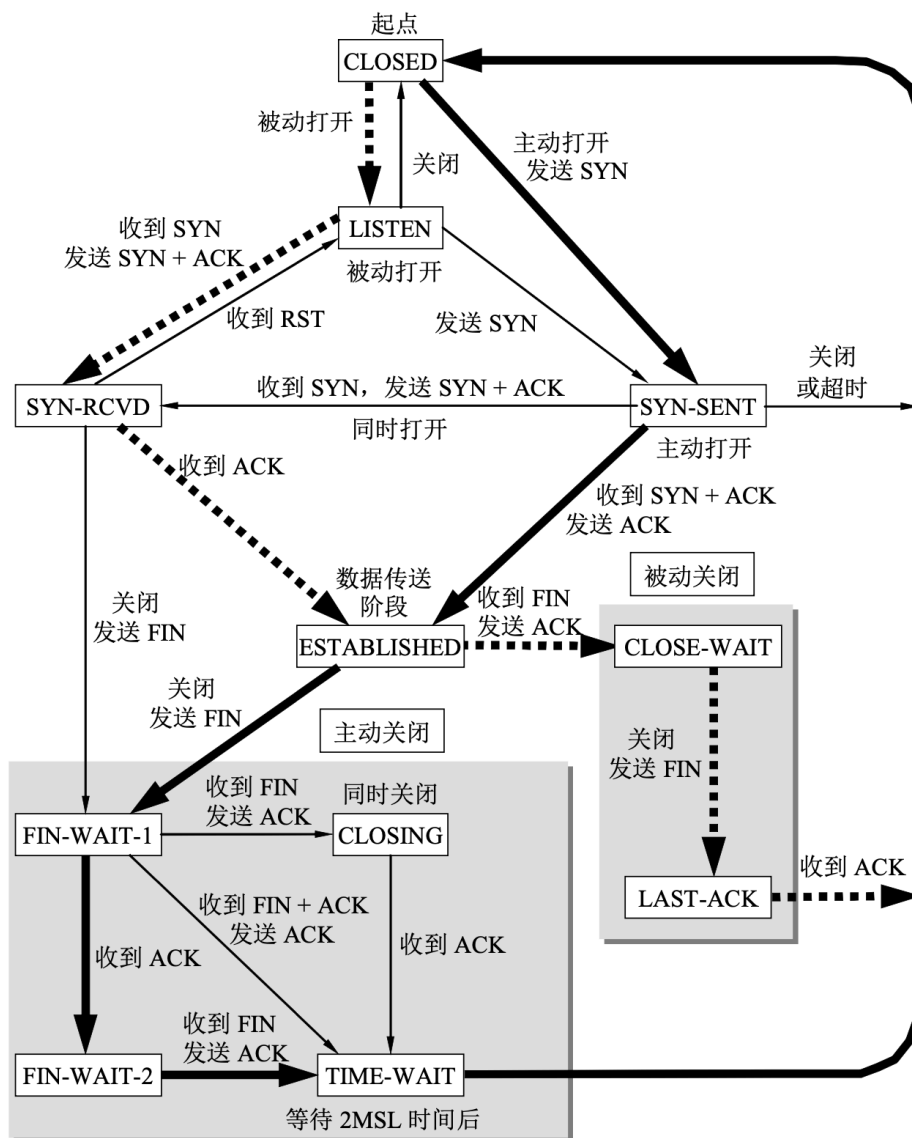 起点
CLOSED
被动打开
关闭
主动打开
发送 SYN
收到 SYN
发送 SYN + ACK
LISTEN
被动打开
收到 RST
发送 SYN
关闭
或超时
SYN-RCVD
收到 SYN，发送 SYN + ACK
同时打开
SYN-SENT
主动打开
收到 ACK
收到 SYN + ACK
发送 ACK
数据传送
阶段
被动关闭
关闭
发送 FIN
收到 FIN
发送 ACK
ESTABLISHED
CLOSE-WAIT
关闭
发送 FIN
主动关闭
关闭
发送 FIN
收到 FIN
发送 ACK
同时关闭
FIN-WAIT-1
CLOSING
收到 ACK
LAST-ACK
收到 FIN + ACK
发送 ACK
收到 ACK
收到 ACK
收到 FIN
发送 ACK
FIN-WAIT-2
TIME-WAIT
等待 2MSL 时间后